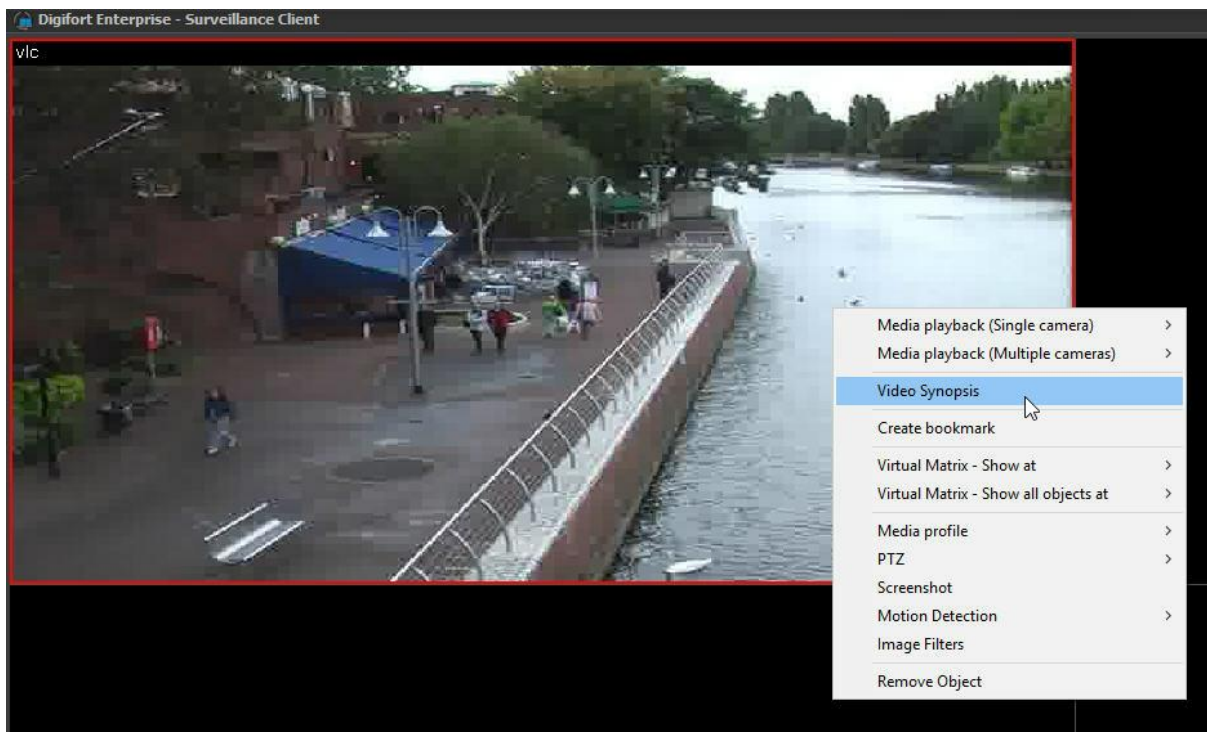 Digifort Enterprise - Surveillance Client
vlc
Media playback (Single camera)
Media playback (Multiple cameras)
Video Synopsis
Create bookmark
Virtual Matrix - Show at
Virtual Matrix - Show all objects at
Media profile
PTZ
Screenshot
Motion Detection
Image Filters
Remove Object